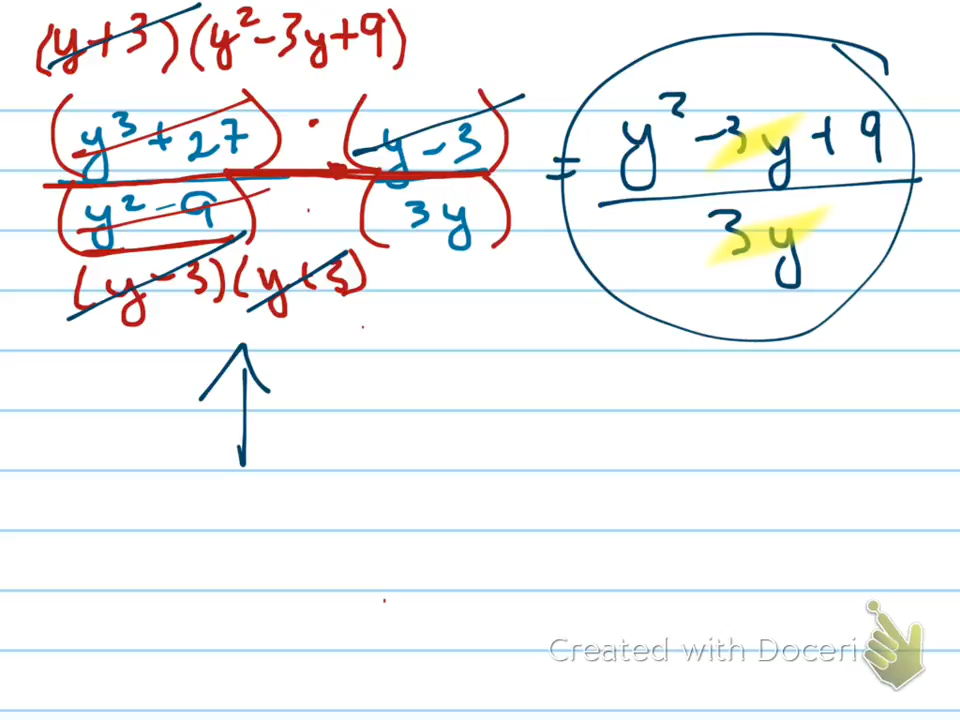 (y+3)(y²-3y+9)
(y³+27) · (y-3) = y²-3y+9
(y²-9) (3y) 3y
(y-3)(y+3)
Created with Doceri